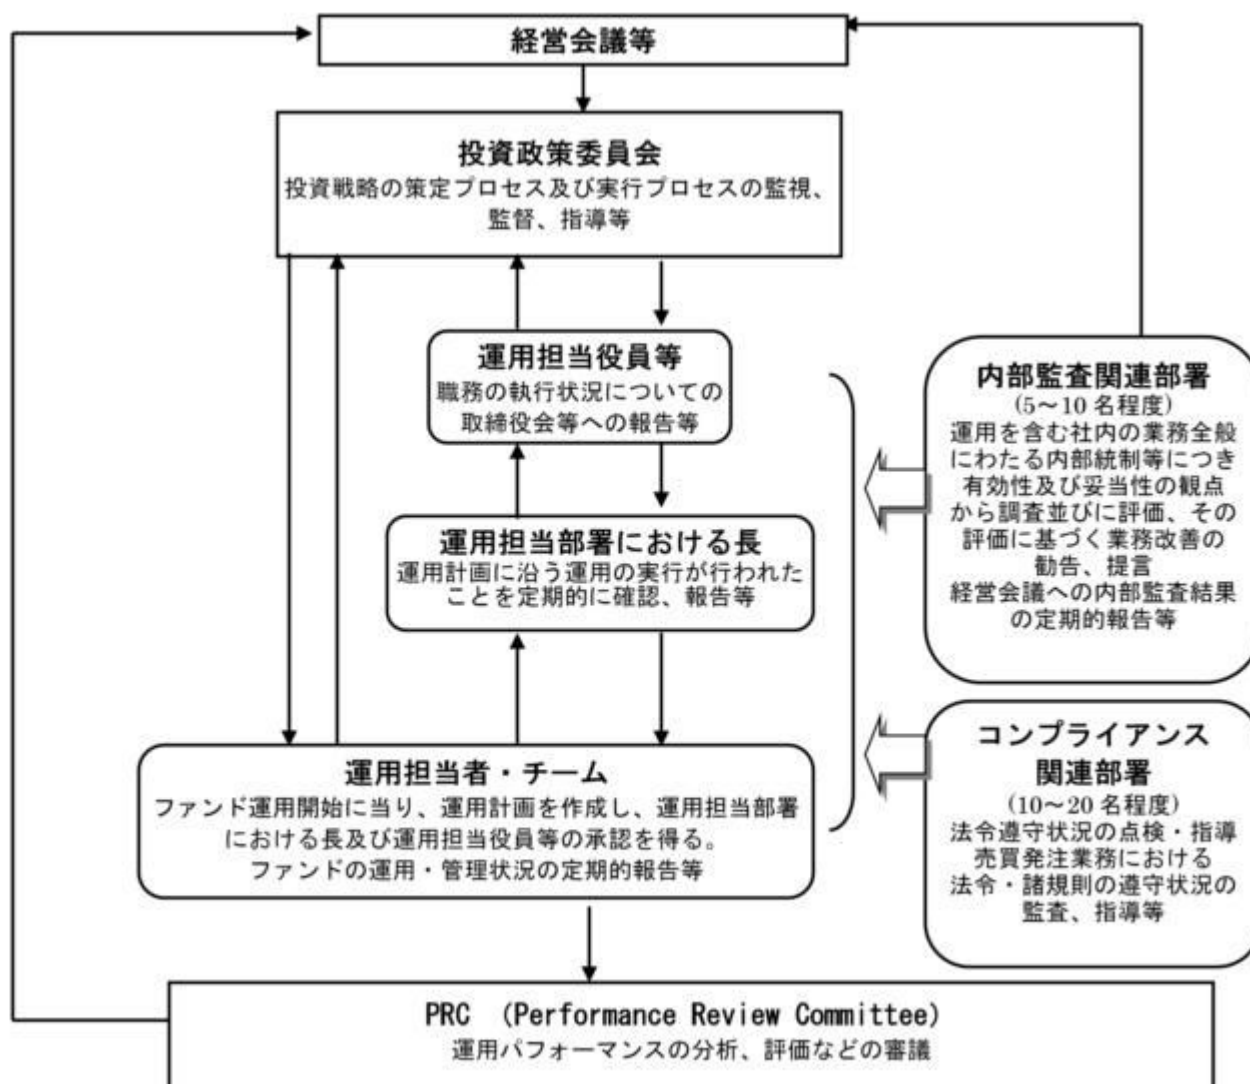 経営会議等
投資政策委員会
投資戦略の策定プロセス及び実行プロセスの監視、
監督、指導等
運用担当役員等
職務の執行状況についての
取締役会等への報告等
運用担当部署における長
運用計画に沿う運用の実行が行われた
ことを定期的に確認、報告等
運用担当者・チーム
ファンド運用開始に当り、運用計画を作成し、運用担当部署
における長及び運用担当役員等の承認を得る。
ファンドの運用・管理状況の定期的報告等
内部監査関連部署
(5～10 名程度)
運用を含む社内の業務全般
にわたる内部統制等につき
有効性及び妥当性の観点
から調査並びに評価、その
評価に基づく業務改善の
勧告、提言
経営会議への内部監査結果
の定期的報告等
コンプライアンス
関連部署
(10～20 名程度)
法令遵守状況の点検・指導
売買発注業務における
法令・諸規則の遵守状況の
監査、指導等
PRC （Performance Review Committee）
運用パフォーマンスの分析、評価などの審議